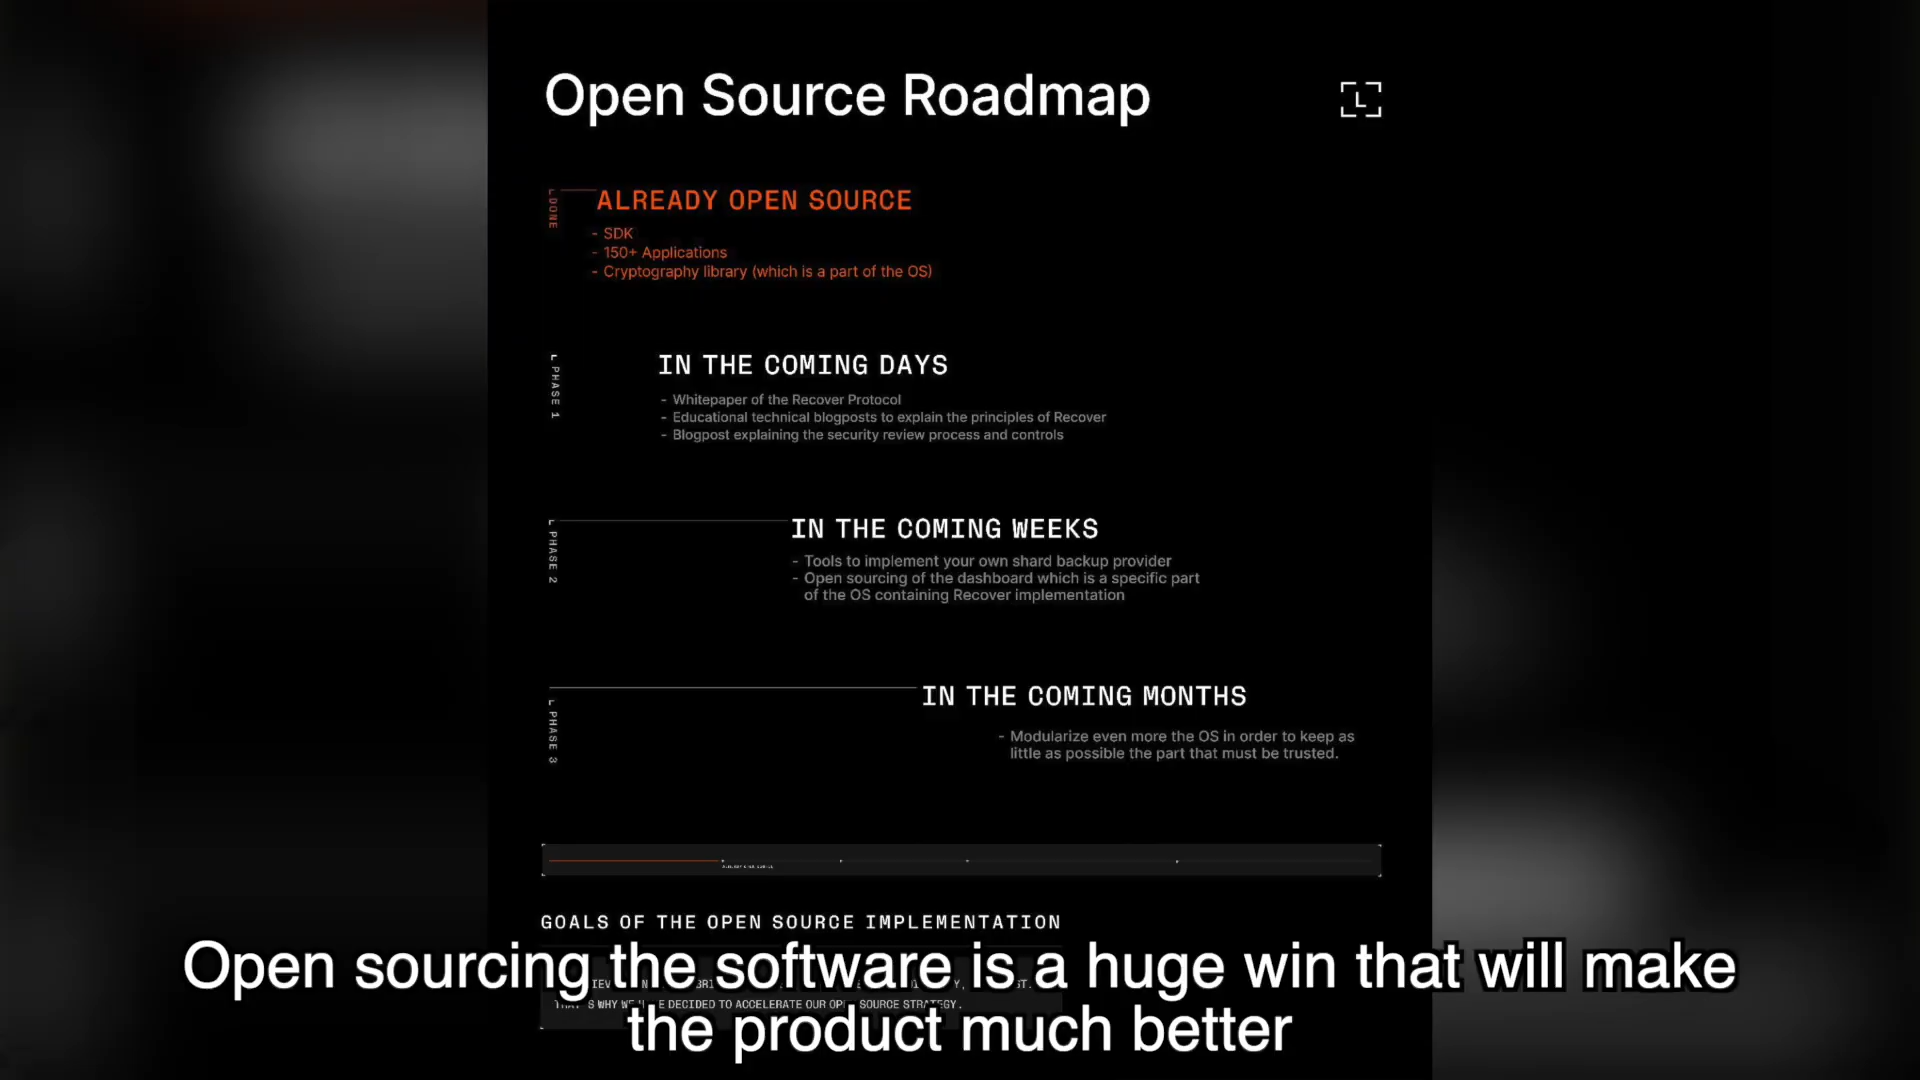 Open Source Roadmap
L
L DONE
ALREADY OPEN SOURCE
- SDK
- 150+ Applications
- Cryptography library (which is a part of the OS)
L PHASE 1
IN THE COMING DAYS
- Whitepaper of the Recover Protocol
- Educational technical blogposts to explain the principles of Recover
- Blogpost explaining the security review process and controls
L PHASE 2
IN THE COMING WEEKS
- Tools to implement your own shard backup provider
- Open sourcing of the dashboard which is a specific part
of the OS containing Recover implementation
L PHASE 3
IN THE COMING MONTHS
- Modularize even more the OS in order to keep as
little as possible the part that must be trusted.
GOALS OF THE OPEN SOURCE IMPLEMENTATION
THAT'S WHY WE DECIDED TO ACCELERATE OUR OPEN SOURCE STRATEGY.
Open sourcing the software is a huge win that will make
the product much better